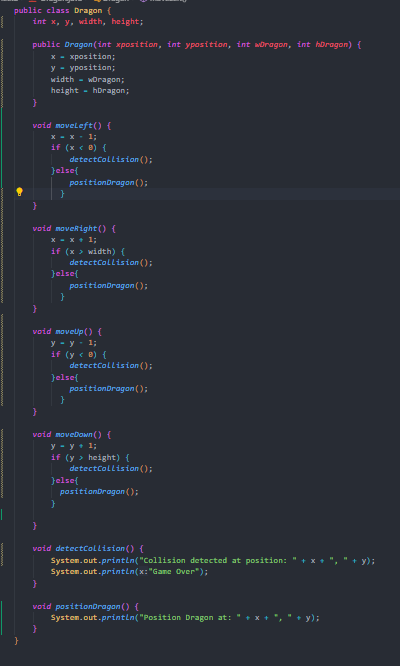 public class Dragon {
int x, y, width, height;
public Dragon(int xposition, int yposition, int wDragon, int hDragon) {
x = xposition;
y = yposition;
width = wDragon;
height = hDragon;
}
void moveLeft() {
x = x - 1;
if (x < 0) {
detectCollision();
}else{
positionDragon();
}
}
void moveRight() {
x = x + 1;
if (x > width) {
detectCollision();
}else{
positionDragon();
}
}
void moveUp() {
y = y - 1;
if (y < 0) {
detectCollision();
}else{
positionDragon();
}
}
void moveDown() {
y = y + 1;
if (y > height) {
detectCollision();
}else{
positionDragon();
}
}
void detectCollision() {
System.out.println("Collision detected at position: " + x + ", " + y);
System.out.println(x:"Game Over");
}
void positionDragon() {
System.out.println("Position Dragon at: " + x + ", " + y);
}
}